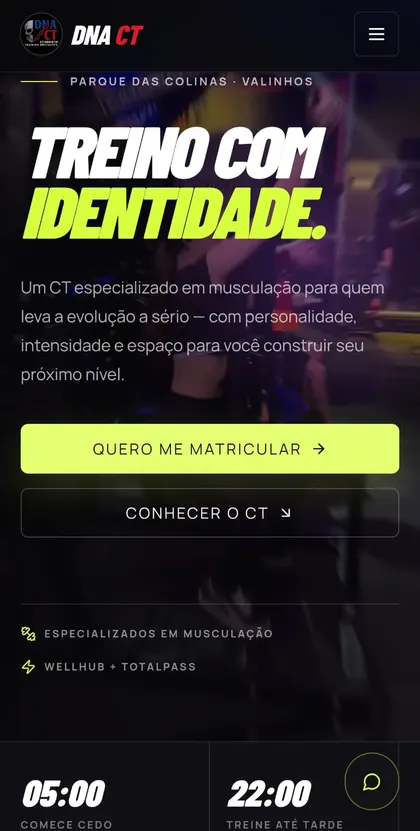 DNA
CT
DNA CT
PARQUE DAS COLINAS · VALINHOS
TREINO COM
IDENTIDADE.
Um CT especializado em musculação para quem
leva a evolução a sério — com personalidade,
intensidade e espaço para você construir seu
próximo nível.
QUERO ME MATRICULAR →
CONHECER O CT ↘
ESPECIALIZADOS EM MUSCULAÇÃO
WELLHUB + TOTALPASS
05:00 22:00
COMECE CEDO TREINE ATÉ TARDE